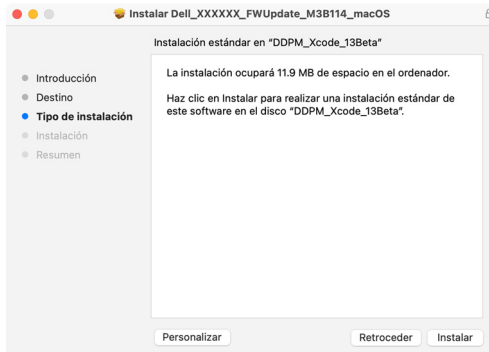 Instalar Dell_XXXXXX_FWUpdate_M3B114_macOS
Instalación estándar en “DDPM_Xcode_13Beta”
Introducción
Destino
Tipo de instalación
Instalación
Resumen
La instalación ocupará 11.9 MB de espacio en el ordenador.
Haz clic en Instalar para realizar una instalación estándar de
este software en el disco “DDPM_Xcode_13Beta”.
Personalizar
Retroceder
Instalar